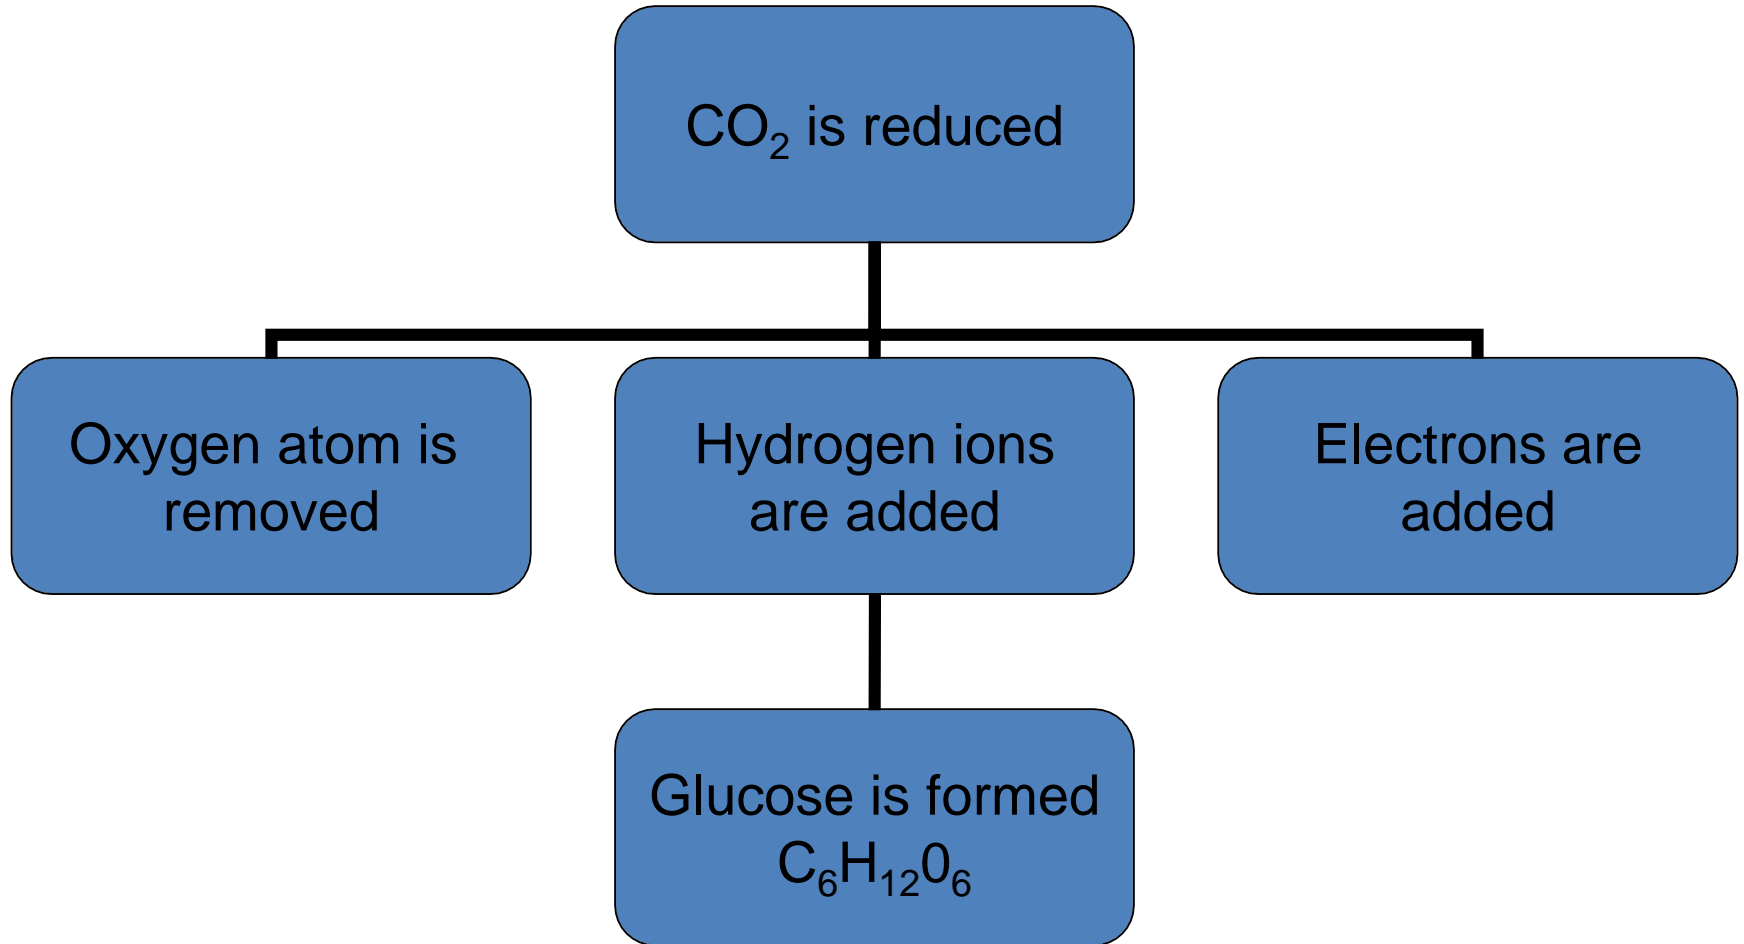 CO₂ is reduced
Oxygen atom is
removed
Hydrogen ions
are added
Electrons are
added
Glucose is formed
C₆H₁₂0₆